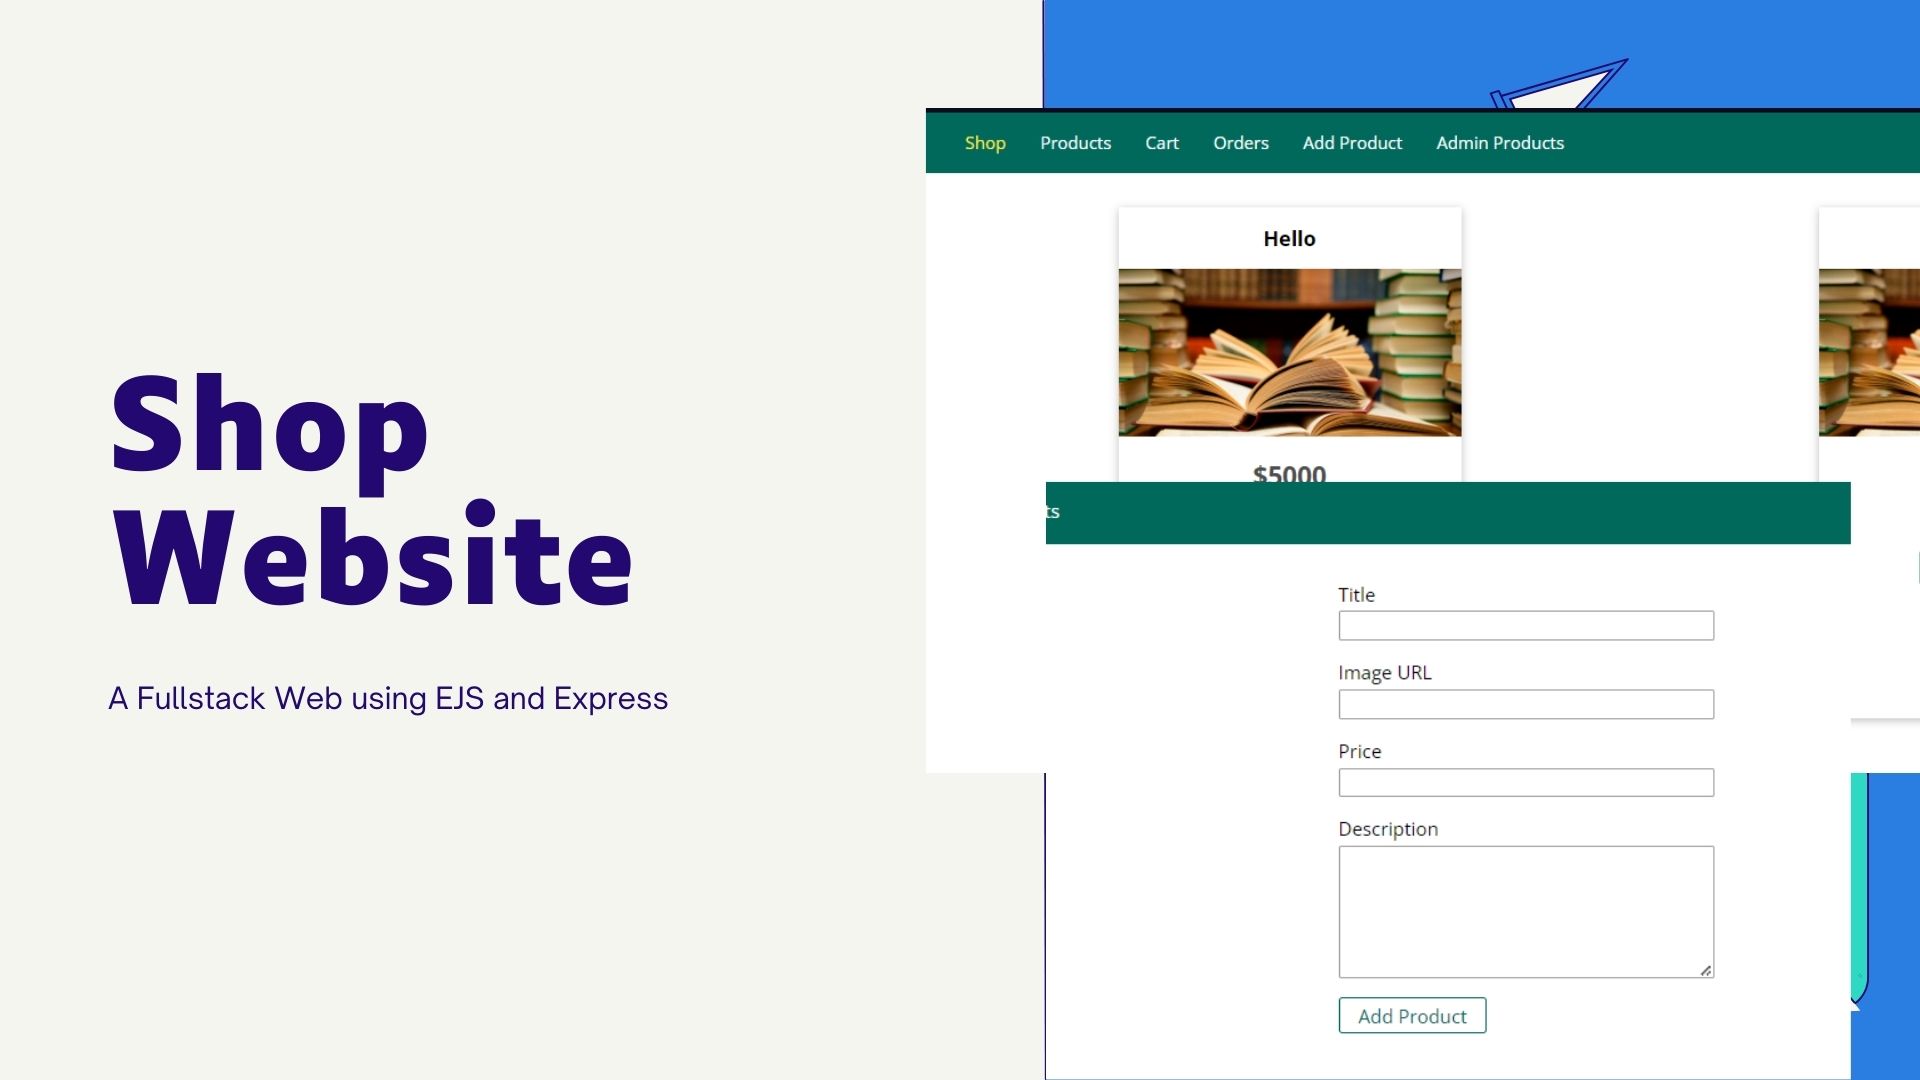 Shop
Website
A Fullstack Web using EJS and Express
Shop Products Cart Orders Add Product Admin Products
Hello
$5000
ts
Title
Image URL
Price
Description
Add Product